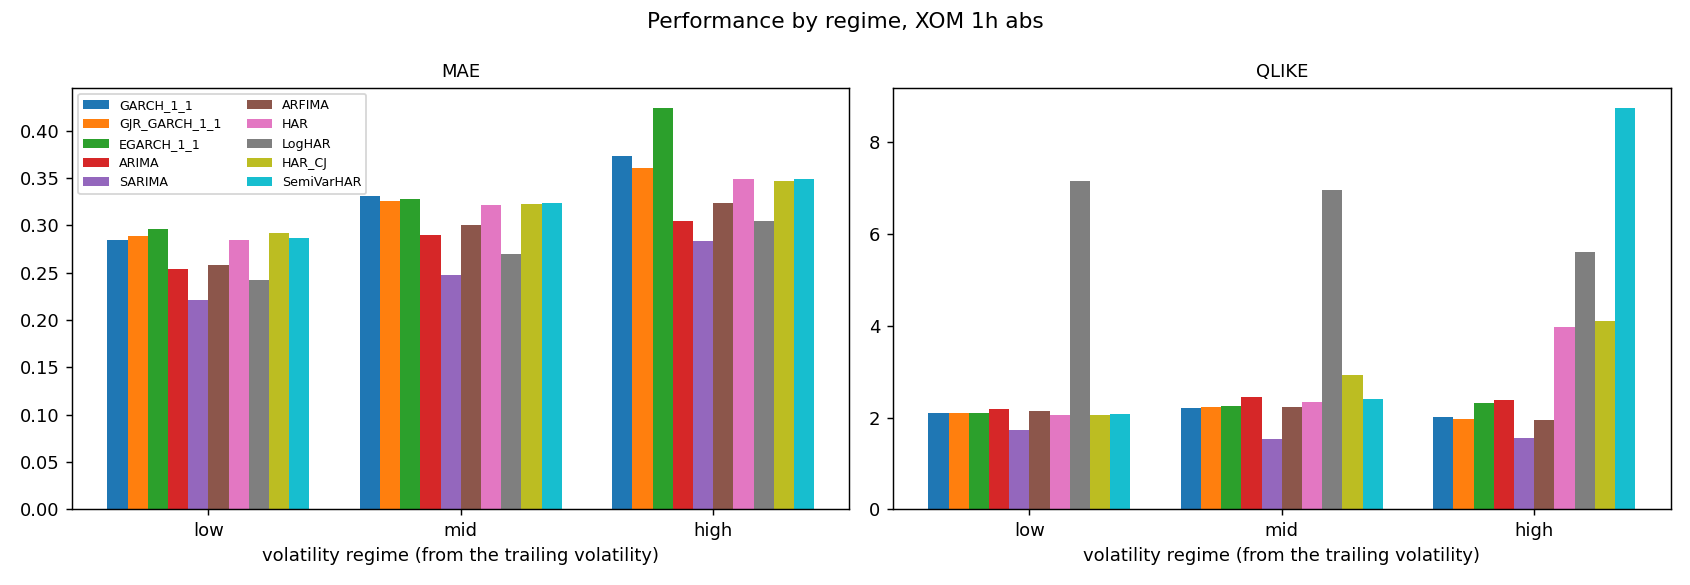 Performance by regime, XOM 1h abs
MAE
GARCH_1_1
GJR_GARCH_1_1
EGARCH_1_1
ARIMA
SARIMA
ARFIMA
HAR
LogHAR
HAR_CJ
SemiVarHAR
0.40
0.35
0.30
0.25
0.20
0.15
0.10
0.05
0.00
low
mid
high
volatility regime (from the trailing volatility)
QLIKE
8
6
4
2
0
low
mid
high
volatility regime (from the trailing volatility)